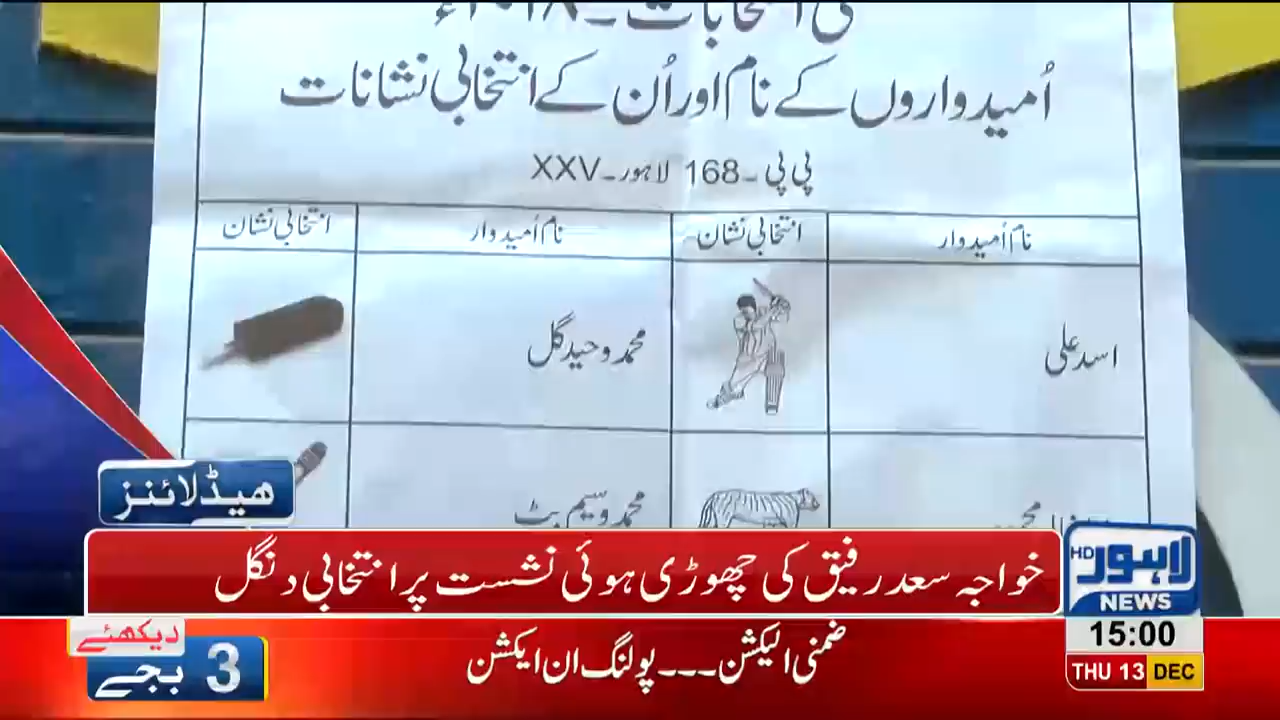 امیدواروں کے نام اور اُن کے انتخابی نشانات
پی پی ـ 168 لاہور ـ XXV
نام اُمیدوار انتخابی نشان نام اُمیدوار انتخابی نشان
اسد علی محمد وحید گل
محمد وسیم بٹ
ھیڈلائنز
خواجہ سعد رفیق کی چھوڑی ہوئی نشست پر انتخابی دنگل
ضمنی الیکشن ۔۔۔ پولنگ ان ایکشن
دیکھئے
3 بجے
لاہور HD
NEWS
15:00
THU 13 DEC